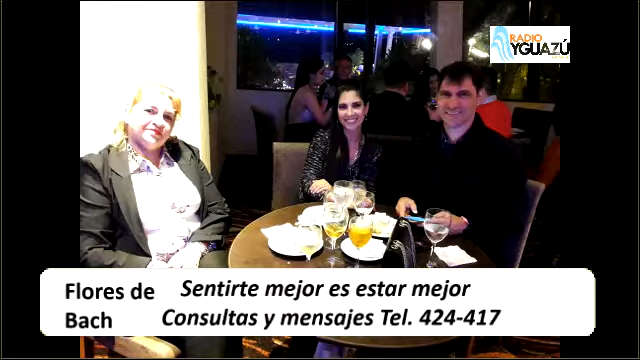 RADIO
YGUAZÚ
Flores de Bach
Sentirte mejor es estar mejor
Consultas y mensajes Tel. 424-417